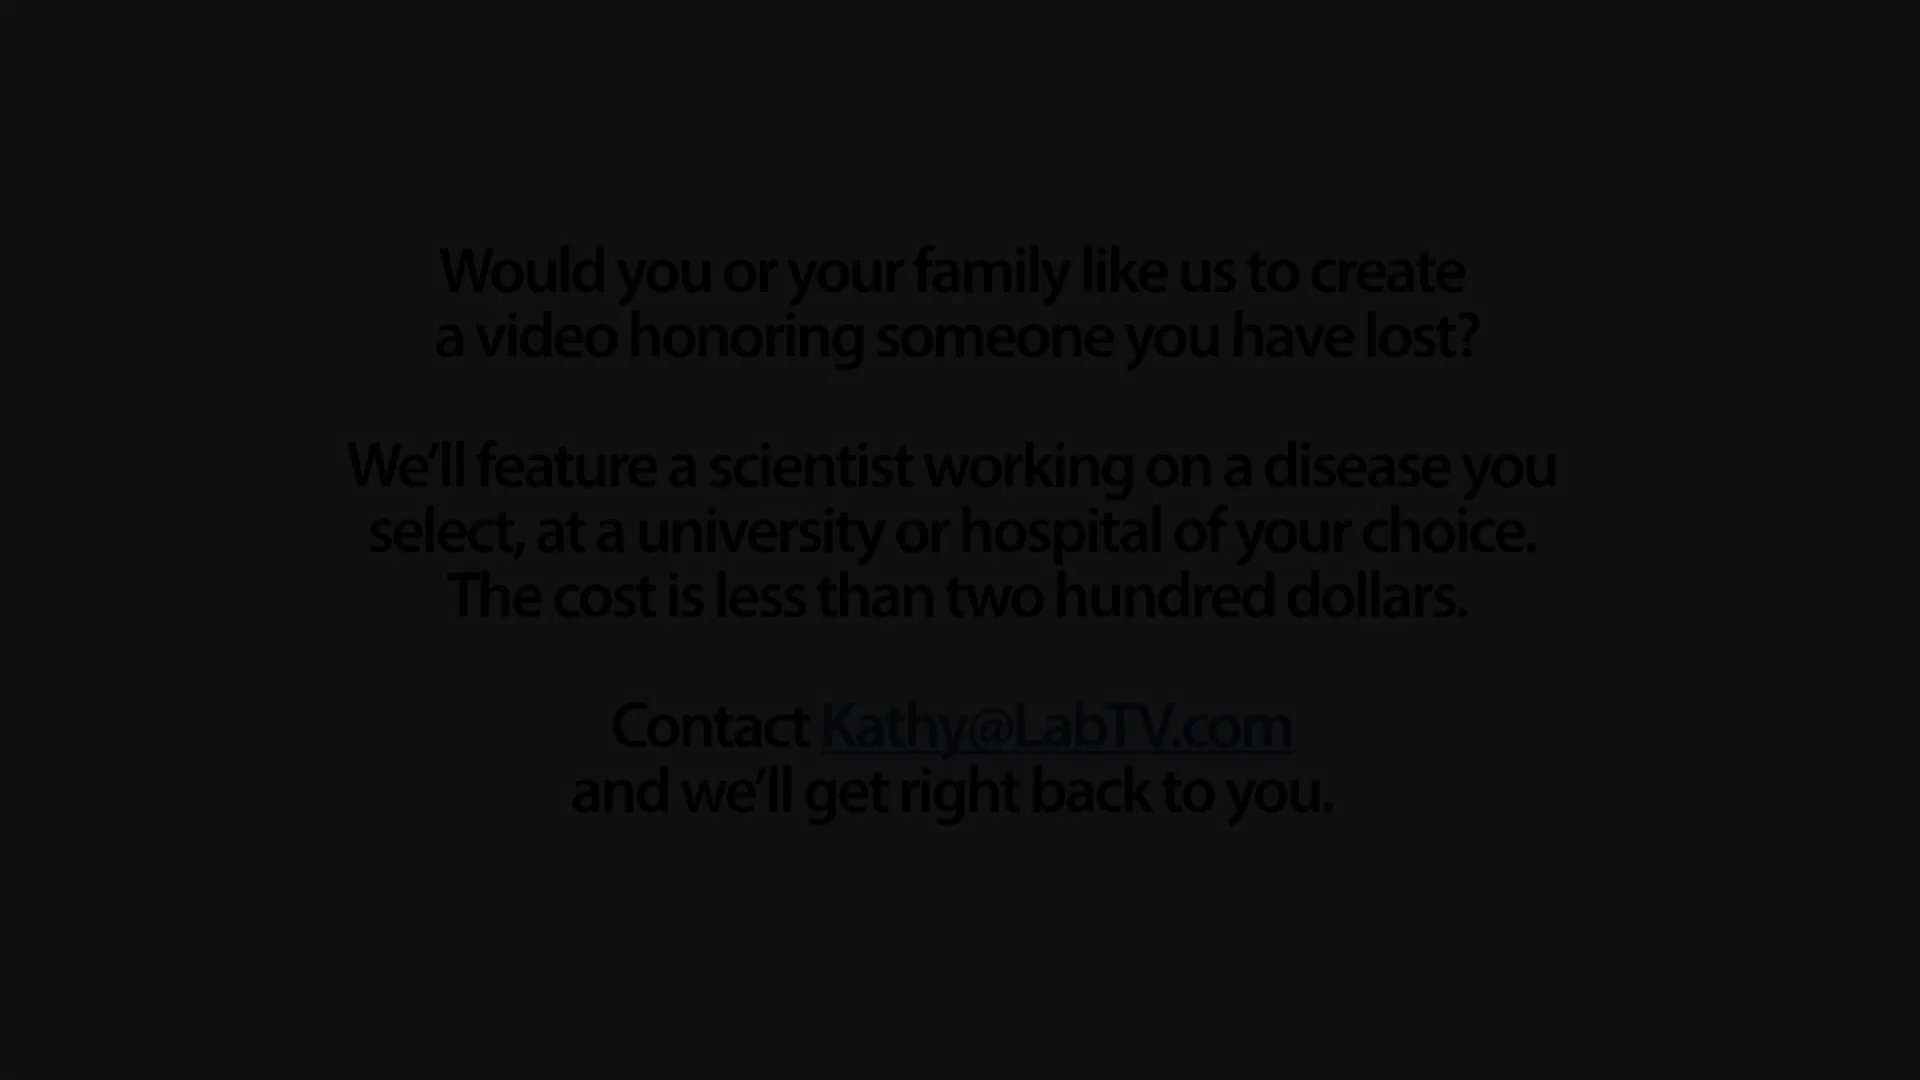 Would you or your family like us to create
a video honoring someone you have lost?
We’ll feature a scientist working on a disease you
select, at a university or hospital of your choice.
The cost is less than two hundred dollars.
Contact Kathy@LabTV.com
and we’ll get right back to you.